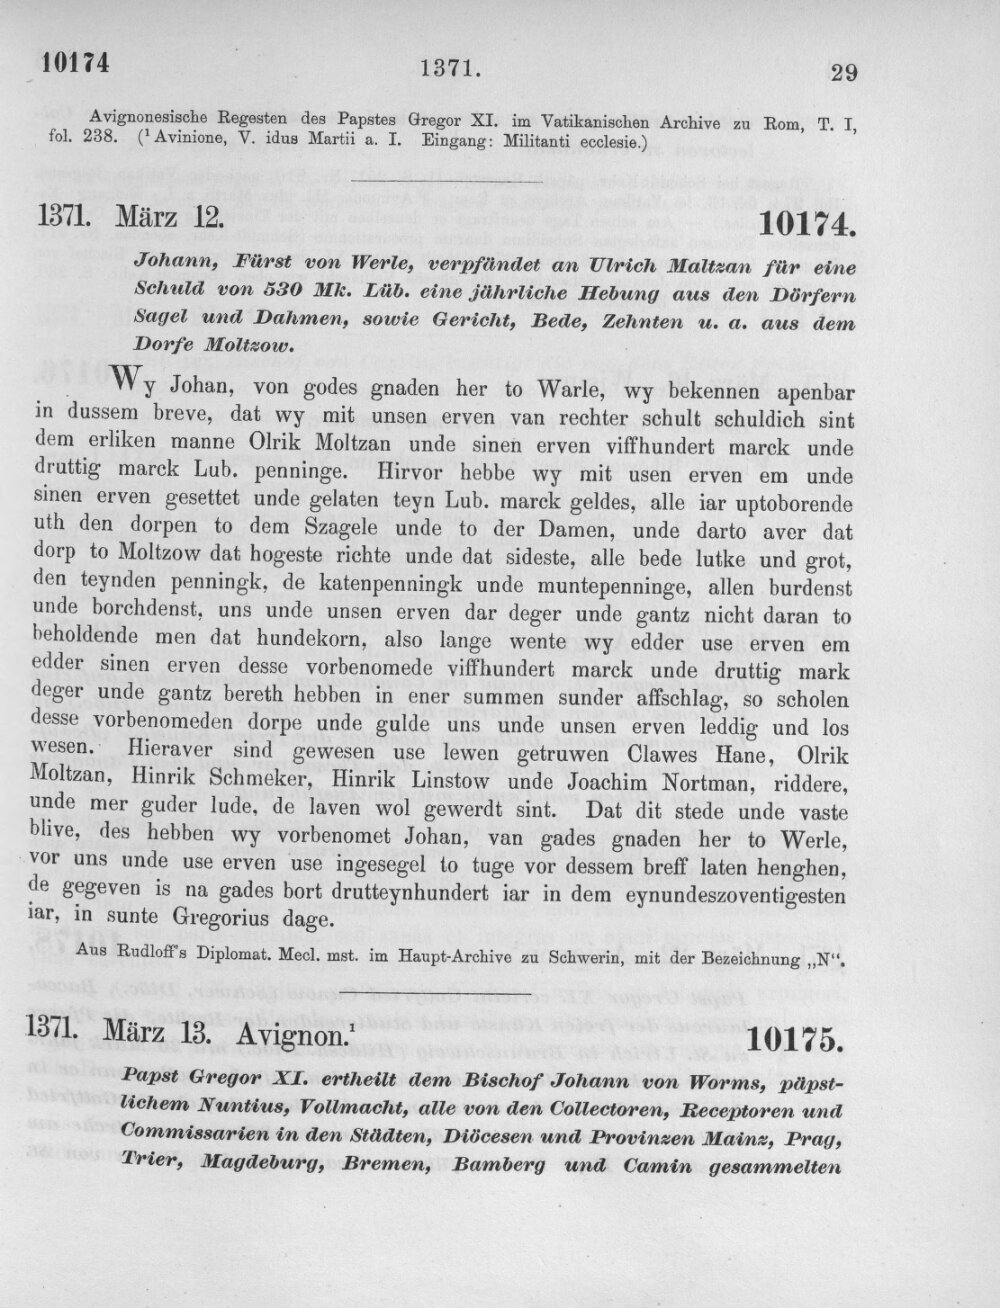 10174
1371.
29
Avignonesische Regesten des Papstes Gregor XI. im Vatikanischen Archive zu Rom, T. I,
fol. 238. (¹ Avinione, V. idus Martii a. I. Eingang: Militanti ecclesie.)
1371. März 12.
10174.
Johann, Fürst von Werle, verpfändet an Ulrich Maltzan für eine
Schuld von 530 Mk. Lüb. eine jährliche Hebung aus den Dörfern
Sagel und Dahmen, sowie Gericht, Bede, Zehnten u. a. aus dem
Dorfe Moltzow.
Wy Johan, von godes gnaden her to Warle, wy bekennen apenbar
in dussem breve, dat wy mit unsen erven van rechter schult schuldich sint
dem erliken manne Olrik Moltzan unde sinen erven viffhundert marck unde
druttig marck Lub. penninge. Hirvor hebbe wy mit usen erven em unde
sinen erven gesettet unde gelaten teyn Lub. marck geldes, alle iar uptoborende
uth den dorpen to dem Szagele unde to der Damen, unde darto aver dat
dorp to Moltzow dat hogeste richte unde dat sideste, alle bede lutke und grot,
den teynden penningk, de katenpenningk unde muntepenninge, allen burdenst
unde borchdenst, uns unde unsen erven dar deger unde gantz nicht daran to
beholdende men dat hundekorn, also lange wente wy edder use erven em
edder sinen erven desse vorbenomede viffhundert marck unde druttig mark
deger unde gantz bereth hebben in ener summen sunder affschlag, so scholen
desse vorbenomeden dorpe unde gulde uns unde unsen erven leddig und los
wesen. Hieraver sind gewesen use lewen getruwen Clawes Hane, Olrik
Moltzan, Hinrik Schmeker, Hinrik Linstow unde Joachim Nortman, riddere,
unde mer guder lude, de laven wol gewerdt sint. Dat dit stede unde vaste
blive, des hebben wy vorbenomet Johan, van gades gnaden her to Werle,
vor uns unde use erven use ingesegel to tuge vor dessem breff laten henghen,
de gegeven is na gades bort drutteynhundert iar in dem eynundeszoventigesten
iar, in sunte Gregorius dage.
Aus Rudloff's Diplomat. Mecl. mst. im Haupt-Archive zu Schwerin, mit der Bezeichnung „N“.
1371. März 13. Avignon.¹
10175.
Papst Gregor XI. ertheilt dem Bischof Johann von Worms, päpst-
lichem Nuntius, Vollmacht, alle von den Collectoren, Receptoren und
Commissarien in den Städten, Diöcesen und Provinzen Mainz, Prag,
Trier, Magdeburg, Bremen, Bamberg und Camin gesammelten